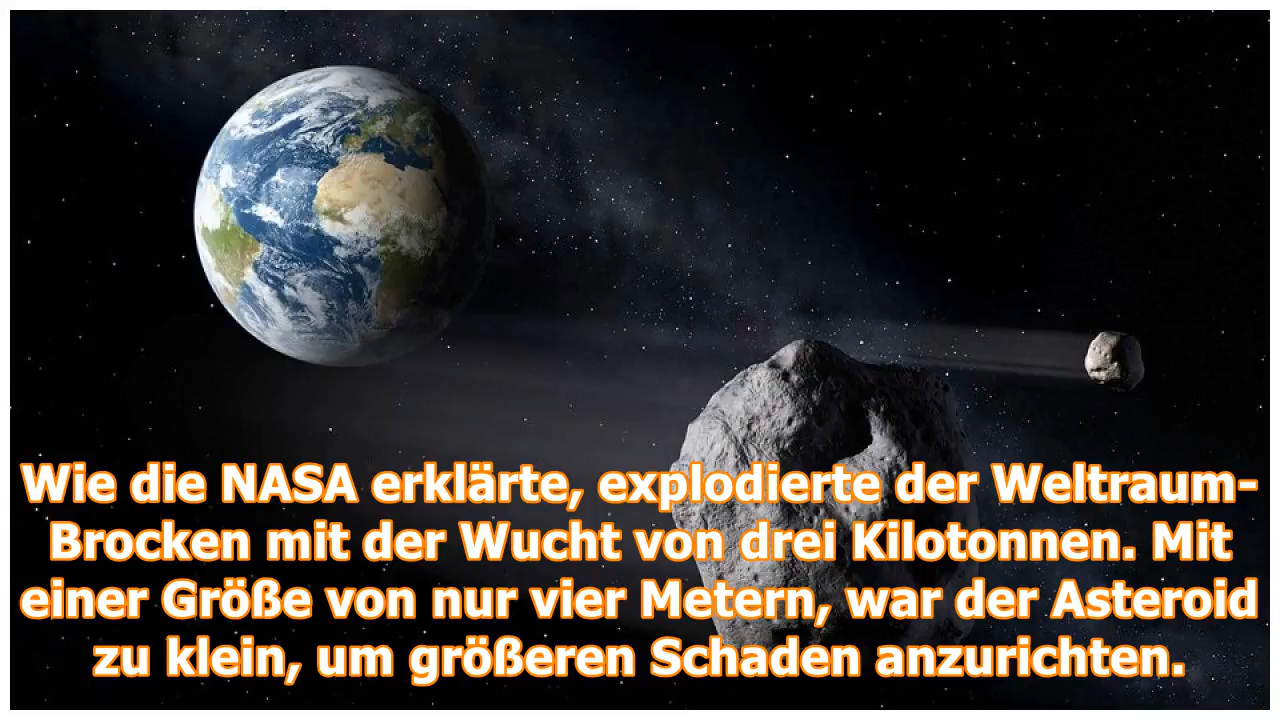 Wie die NASA erklärte, explodierte der Weltraum-
Brocken mit der Wucht von drei Kilotonnen. Mit
einer Größe von nur vier Metern, war der Asteroid
zu klein, um größeren Schaden anzurichten.